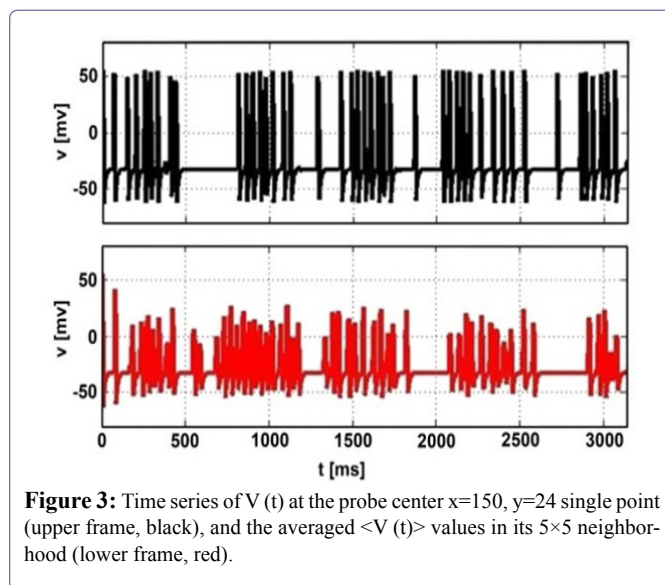 50
0
-50
v [mv]
50
0
-50
v [mv]
0 500 1000 1500 2000 2500 3000
t [ms]
Figure 3: Time series of V (t) at the probe center x=150, y=24 single point
(upper frame, black), and the averaged <V (t)> values in its 5×5 neighbor-
hood (lower frame, red).